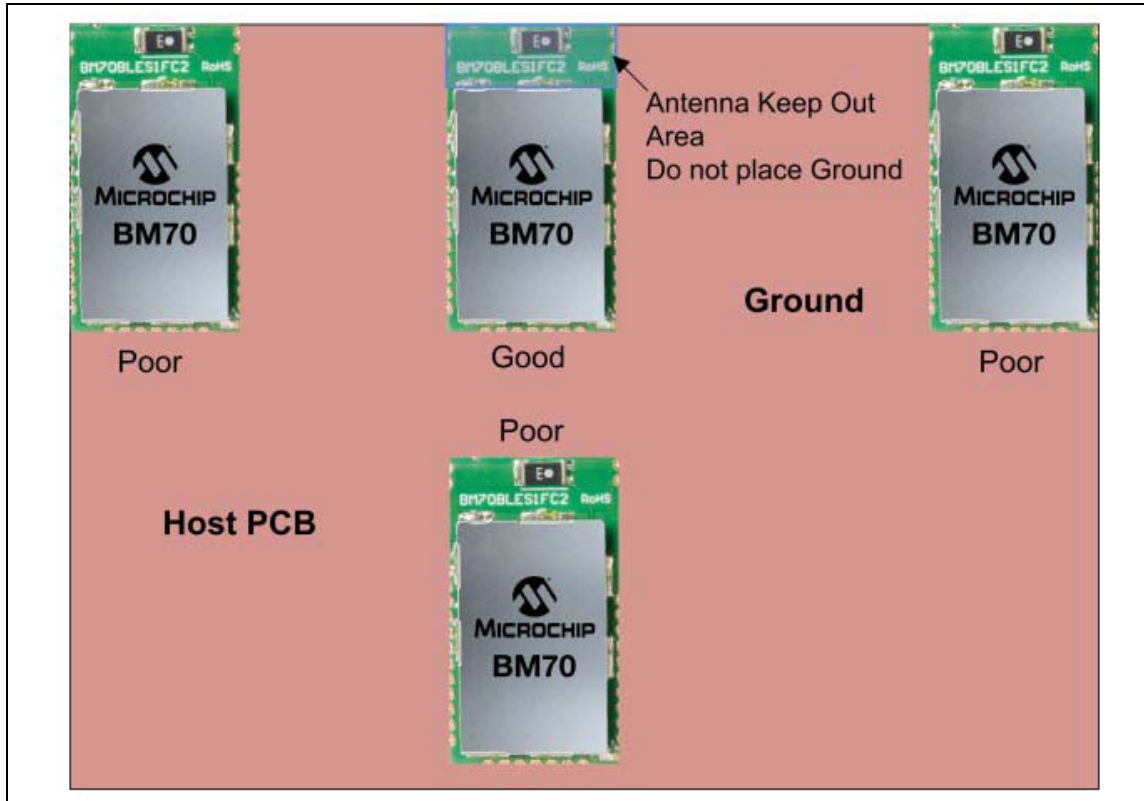 E
BM70BLES1FC2 RoHS
MICROCHIP
BM70
Poor
E
BM70BLES1FC2 RoHS
MICROCHIP
BM70
Good
Antenna Keep Out
Area
Do not place Ground
Ground
E
BM70BLES1FC2 RoHS
MICROCHIP
BM70
Poor
Host PCB
Poor
E
BM70BLES1FC2 RoHS
MICROCHIP
BM70